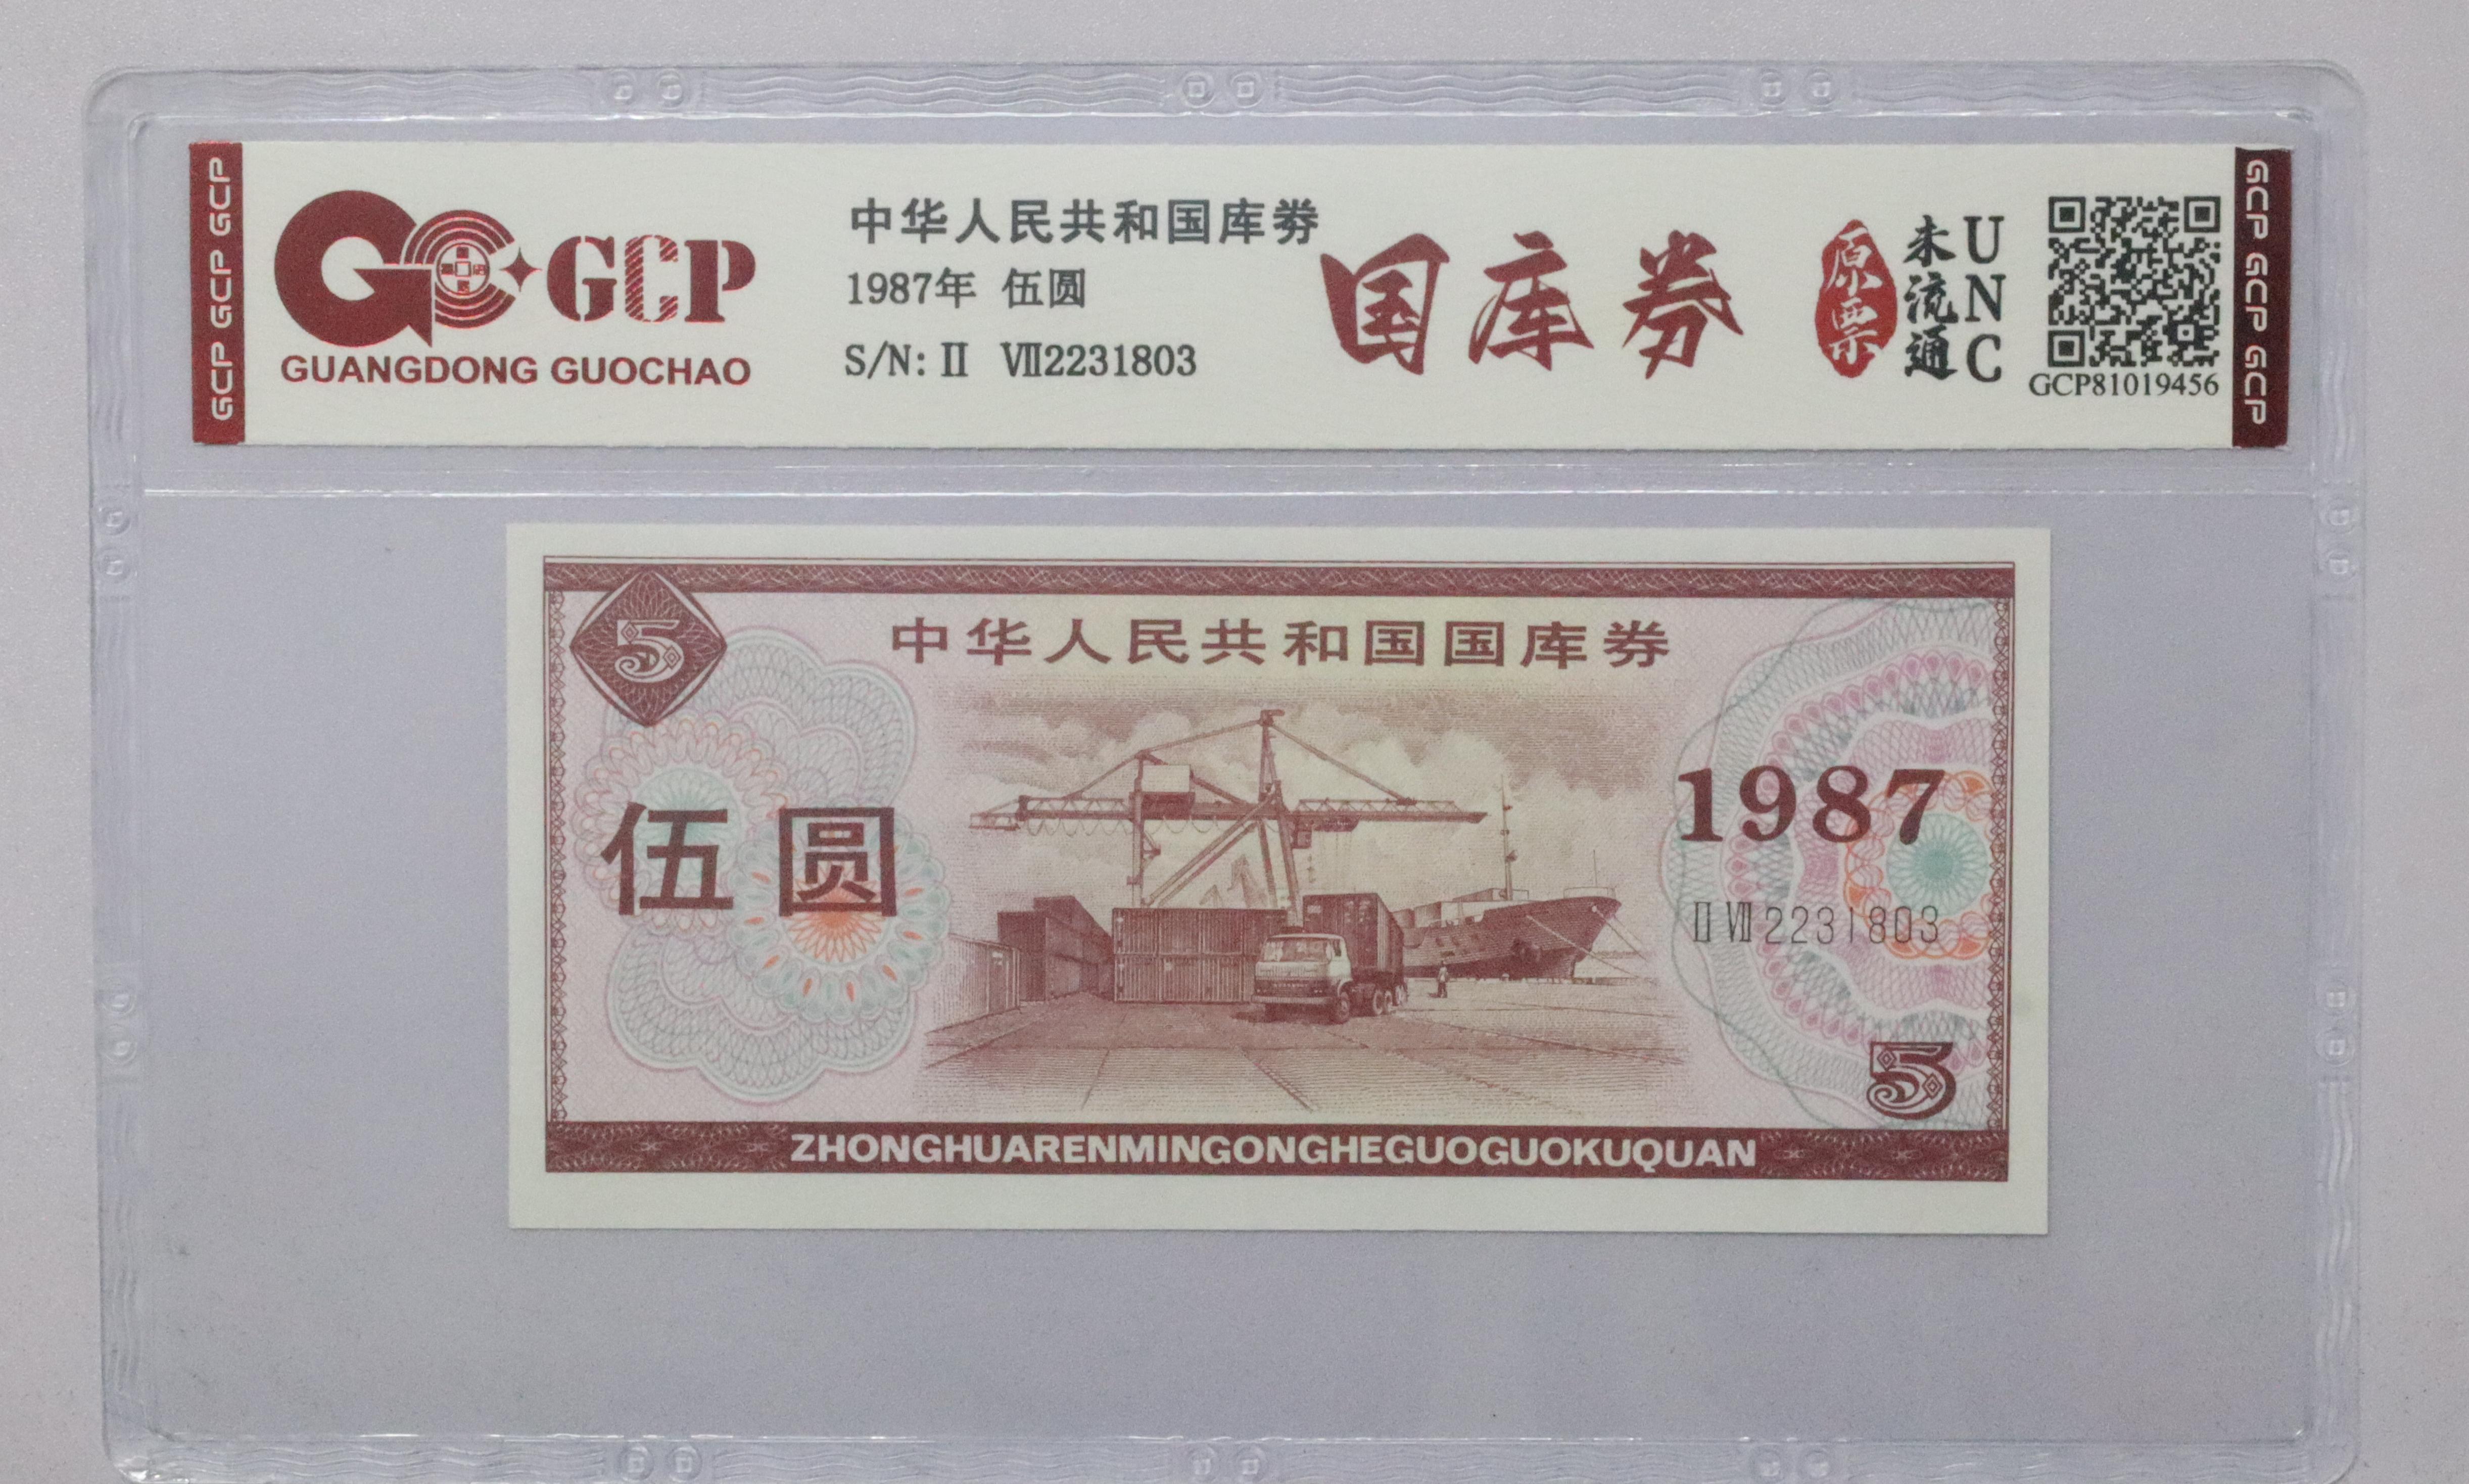 GCP GCP GCP
GCP
GUANGDONG GUOCHAO
中华人民共和国库劵
1987年 伍圆
S/N: Ⅱ Ⅶ2231803
国库券
原票
未流通
UNC
GCP81019456
GCP GCP GCP
5
中华人民共和国国库券
伍圆
1987
Ⅱ Ⅶ 2231803
5
ZHONGHUARENMINGONGHEGUOGUOKUQUAN